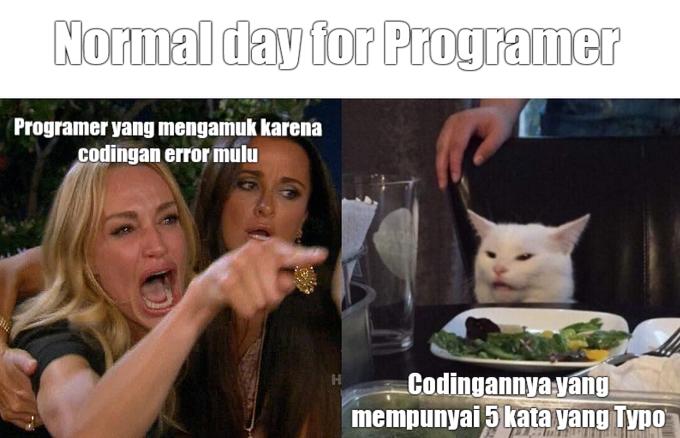 Normal day for Programer
Programer yang mengamuk karena
codingan error mulu
Codingannya yang
mempunyai 5 kata yang Typo